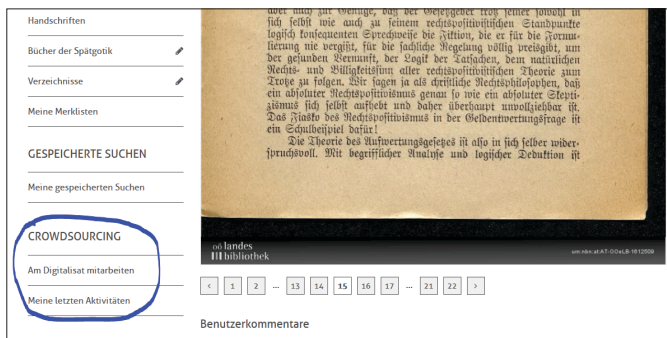 Handschriften
Bücher der Spätgotik
Verzeichnisse
Meine Merklisten
GESPEICHERTE SUCHEN
Meine gespeicherten Suchen
CROWDSOURCING
Am Digitalisat mitarbeiten
Meine letzten Aktivitäten
aber auch zur Genüge, daß der Gesetzgeber trotz seiner sowohl in
sich selbst wie auch zu seinem rechtspositivistischen Standpunkte
logisch konsequenten Sprechweise die Fiktion, die er für die Formu-
lierung nie vergißt, für die sachliche Regelung völlig preisgibt, um
der gesunden Vernunft, der Logik der Tatsachen, dem natürlichen
Rechts- und Billigkeitssinn aller rechtspositivistischen Theorie zum
Trotze zu folgen. Wir sagen ja als christliche Rechtsphilosophen, daß
ein absoluter Rechtspositivismus genau so wie ein absoluter Skepti-
zismus sich selbst aufhebt und daher überhaupt unvollziehbar ist.
Das Fiasko des Rechtspositivismus in der Geldentwertungsfrage ist
ein Schulbeispiel dafür!
Die Theorie des Aufwertungsgesetzes ist also in sich selber wider-
spruchsvoll. Mit begrifflicher Analyse und logischer Deduktion ist
oö landes
bibliothek
urn:nbn:at:AT-OOeLB-1612509
‹ 1 2 ... 13 14 15 16 17 ... 21 22 ›
Benutzerkommentare